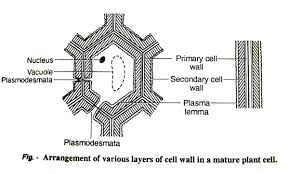 Nucleus
Vacuole
Plasmodesmata
Plasmodesmata
Primary cell
wall
Secondary cell
wall
Plasma
lemma
Fig. - Arrangement of various layers of cell wall in a mature plant cell.